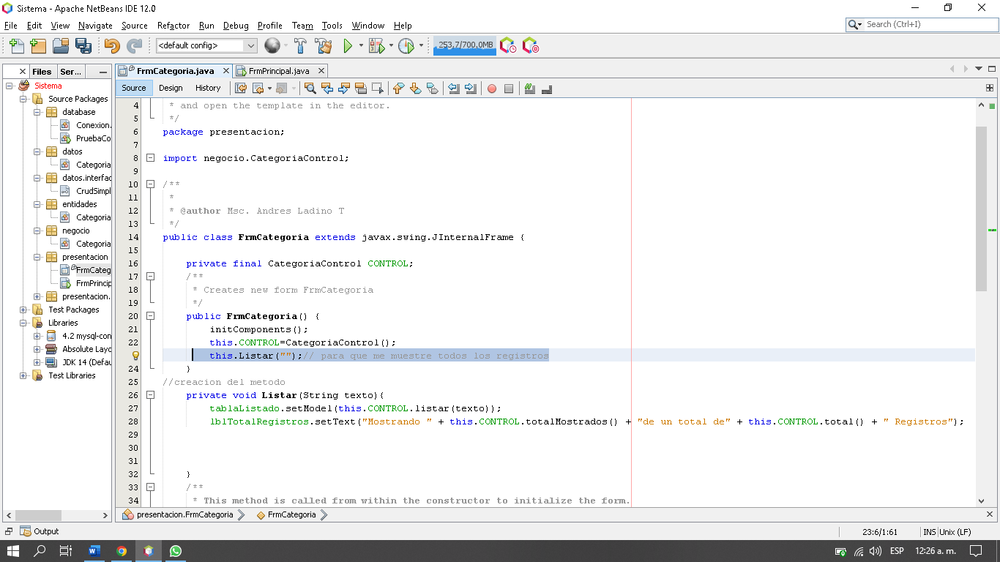 Sistema - Apache NetBeans IDE 12.0
File Edit View Navigate Source Refactor Run Debug Profile Team Tools Window Help
Search (Ctrl+I)
<default config>
253,7/700,0MB
Files Ser...
FrmCategoria.java FrmPrincipal.java
Source Design History
Sistema
Source Packages
database
Conexion.
PruebaCo
datos
Categoria
datos.interfac
CrudSimpl
entidades
Categoria
negocio
Categoria
presentacion
FrmCateg
FrmPrincip
presentacion.
Test Packages
Libraries
4.2 mysql-con
Absolute Layo
JDK 14 (Defau
Test Libraries
4 * and open the template in the editor.
5 */
6 package presentacion;
7
8 import negocio.CategoriaControl;
9
10 /**
11 *
12 * @author Msc. Andres Ladino T
13 */
14 public class FrmCategoria extends javax.swing.JInternalFrame {
15
16 private final CategoriaControl CONTROL;
17 /**
18 * Creates new form FrmCategoria
19 */
20 public FrmCategoria() {
21 initComponents();
22 this.CONTROL=CategoriaControl();
this.Listar("");// para que me muestre todos los registros
24 }
25 //creacion del metodo
26 private void Listar(String texto){
27 tablaListado.setModel(this.CONTROL.listar(texto));
28 lblTotalRegistros.setText("Mostrando " + this.CONTROL.totalMostrados() + "de un total de" + this.CONTROL.total() + " Registros");
29
30
31
32 }
33 /**
34 * This method is called from within the constructor to initialize the form.
presentacion.FrmCategoria FrmCategoria
Output
23:6/1:61 INS Unix (LF)
ESP 12:26 a. m.